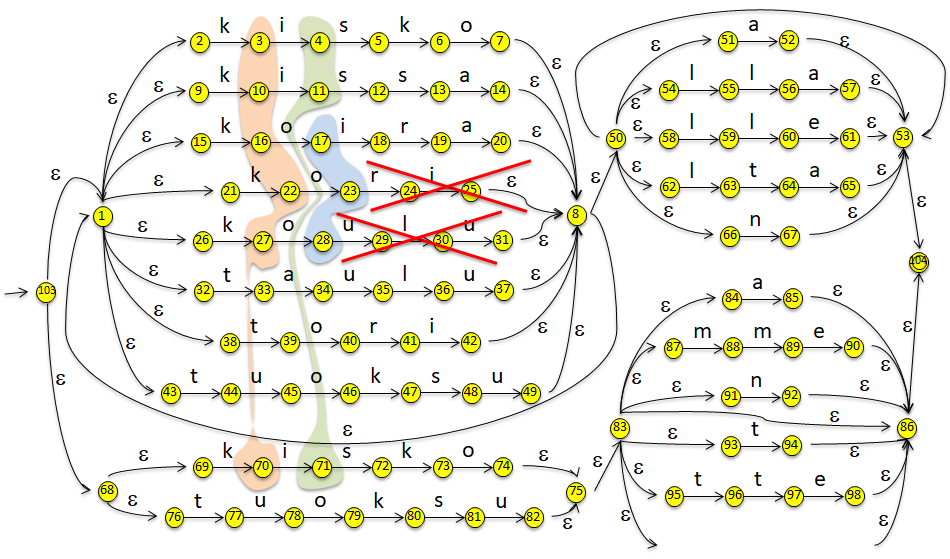 k i s k o
2 3 4 5 6 7
a
51 52
ε ε ε ε
k i s s a
9 10 11 12 13 14
l l a
54 55 56 57
ε ε ε ε ε
k o i r a
15 16 17 18 19 20
l l e
50 ε 58 59 60 61 ε 53
ε ε ε
k o r i
21 22 23 24 25
l t a
62 63 64 65
ε ε ε ε ε
1 8
k o u l u
26 27 28 29 30 31
n
66 67
ε ε ε ε ε
t a u l u
32 33 34 35 36 37
103 104
ε ε
t o r i
38 39 40 41 42
a
84 85
ε ε ε ε
t u o k s u
43 44 45 46 47 48 49
m m e
87 88 89 90
ε ε ε ε ε ε
n
91 92
ε ε ε
83 86
ε ε
k i s k o
69 70 71 72 73 74
t
93 94
ε ε ε ε
68 75
t u o k s u
76 77 78 79 80 81 82
t t e
95 96 97 98
ε ε ε ε
ε ε